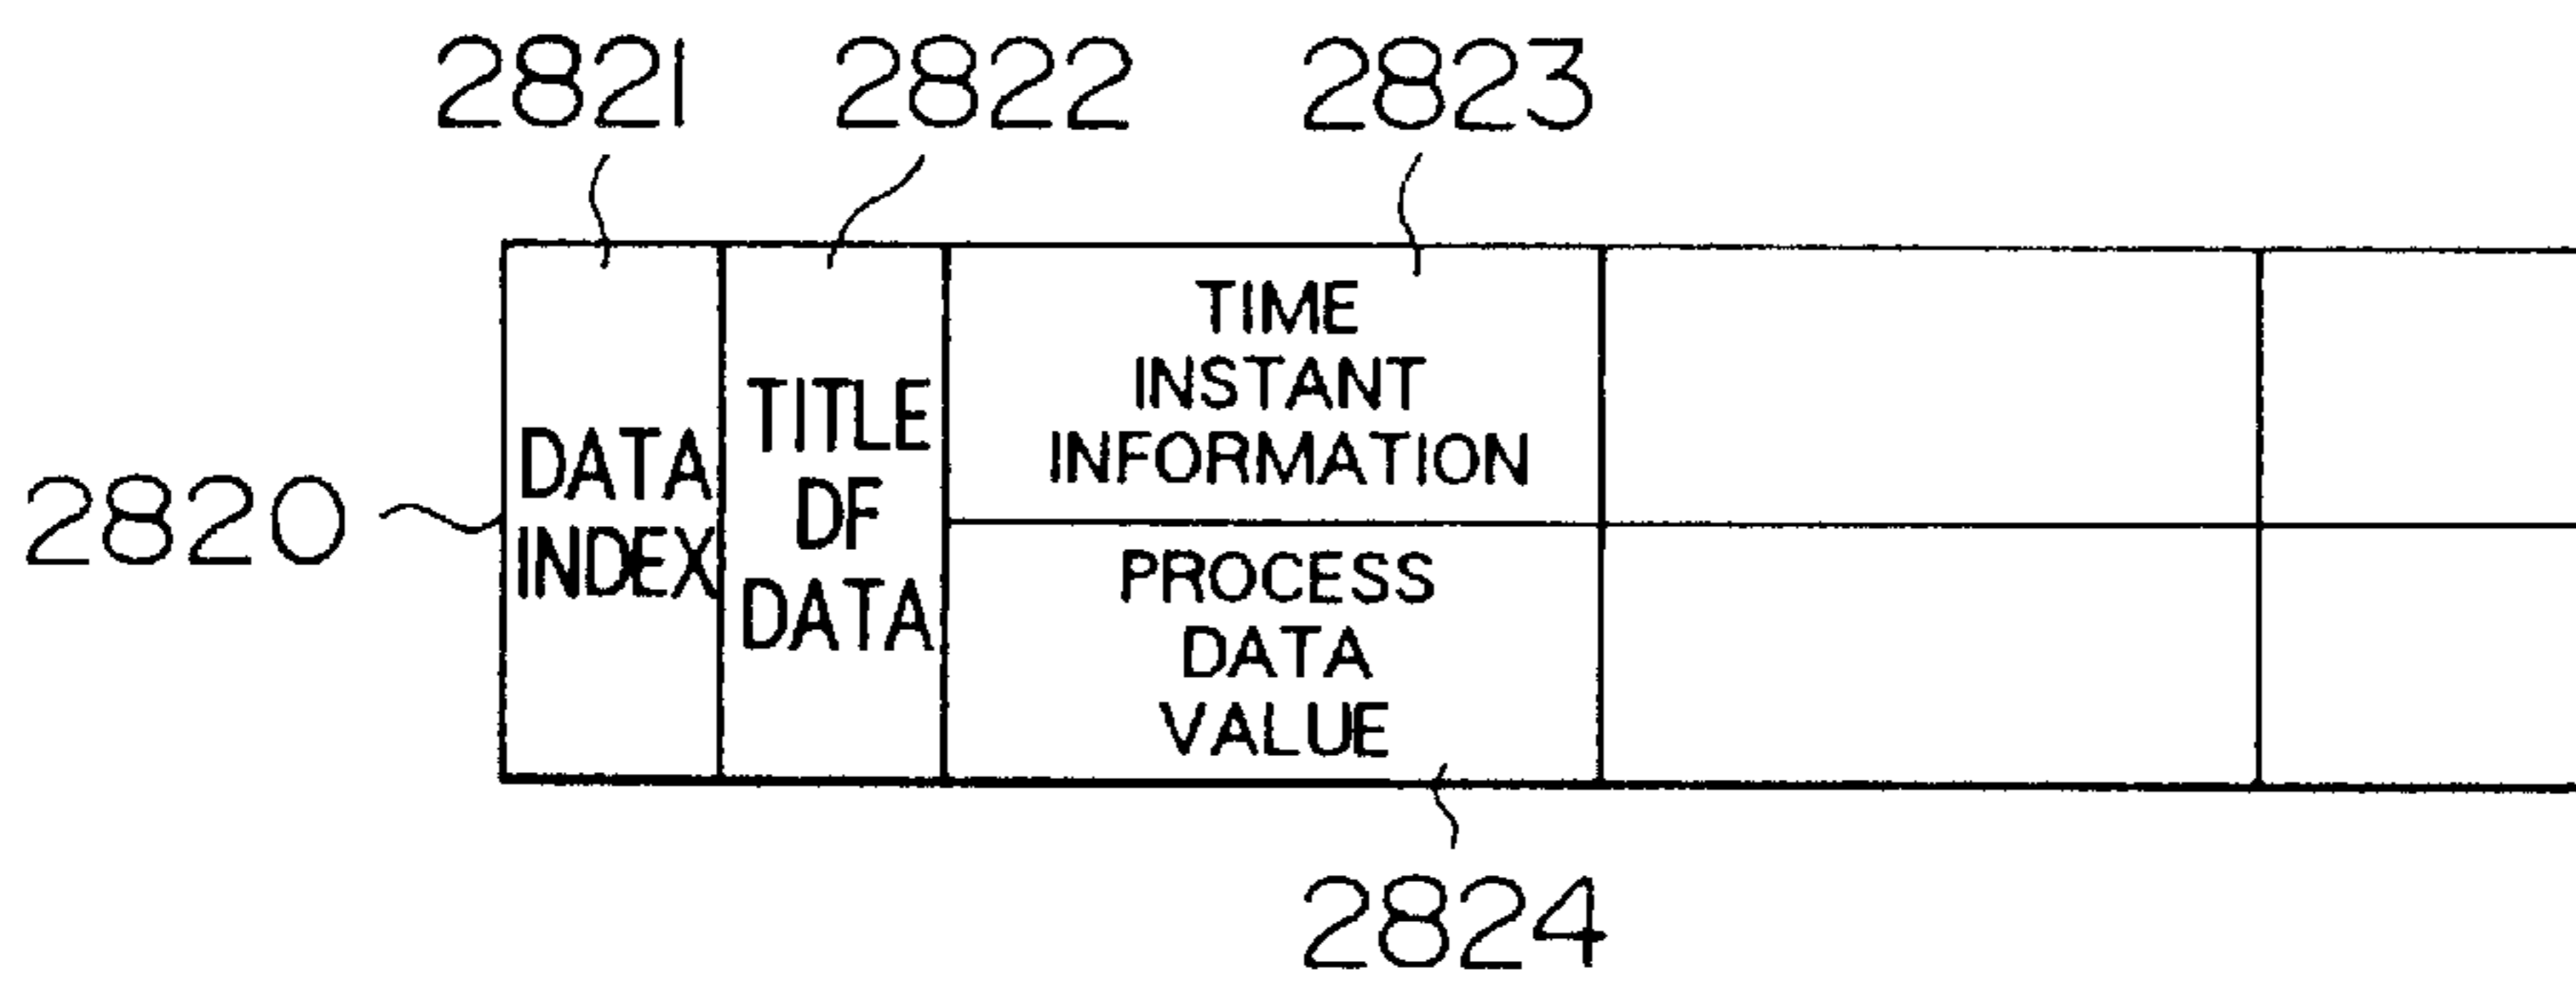 2821 2822 2823
2820
DATA
INDEX
TITLE
DF
DATA
TIME
INSTANT
INFORMATION
PROCESS
DATA
VALUE
2824